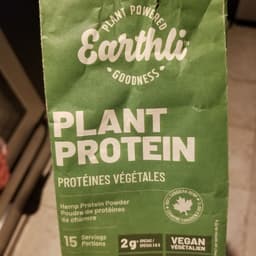 PLANT POWERED
Earthli
GOODNESS
PLANT
PROTEIN
PROTÉINES VÉGÉTALES
Hemp Protein Powder
Poudre de protéines
de chanvre
15 Servings
Portions
2g
VEGAN
VÉGÉTALIEN